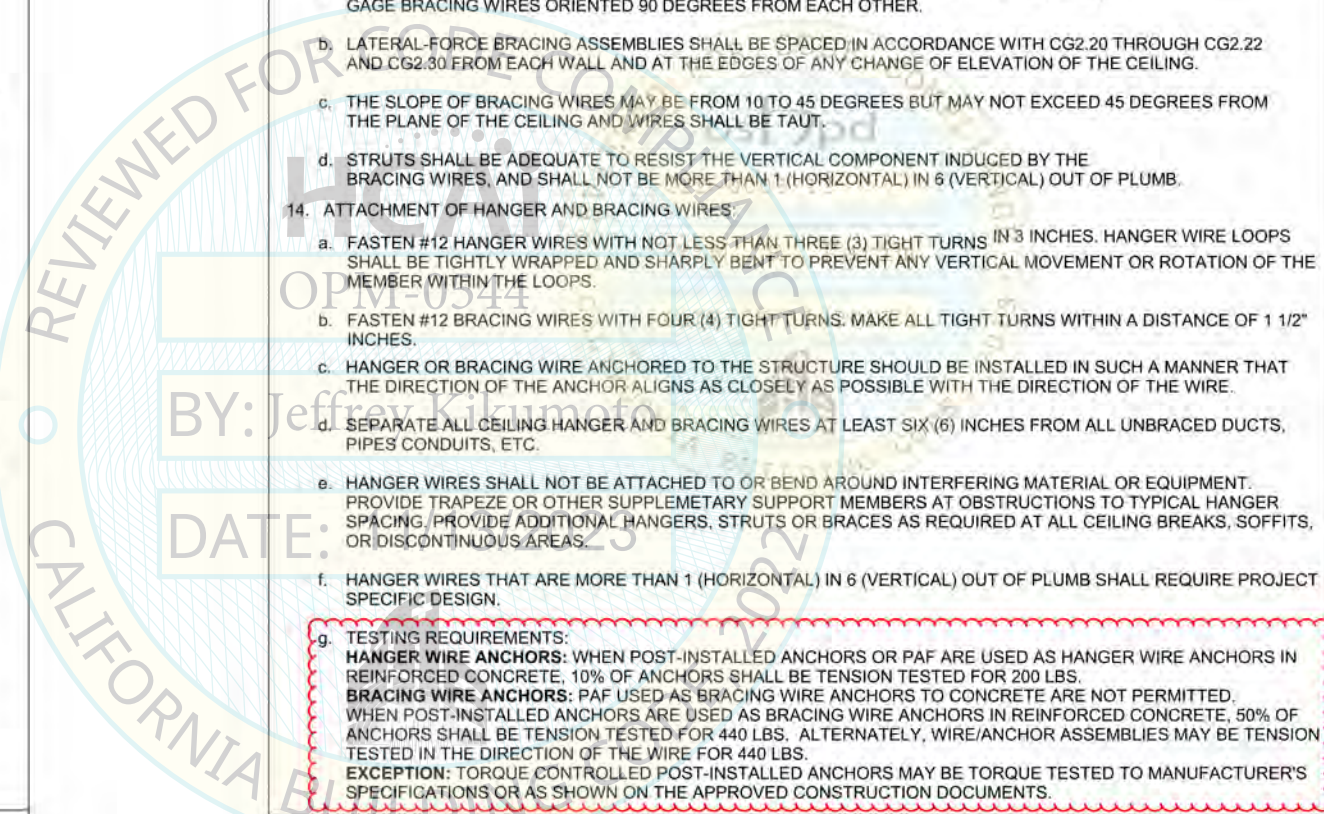 GAGE BRACING WIRES ORIENTED 90 DEGREES FROM EACH OTHER.
b. LATERAL-FORCE BRACING ASSEMBLIES SHALL BE SPACED IN ACCORDANCE WITH CG2.20 THROUGH CG2.22
AND CG2.30 FROM EACH WALL AND AT THE EDGES OF ANY CHANGE OF ELEVATION OF THE CEILING.
c. THE SLOPE OF BRACING WIRES MAY BE FROM 10 TO 45 DEGREES BUT MAY NOT EXCEED 45 DEGREES FROM
THE PLANE OF THE CEILING AND WIRES SHALL BE TAUT.
d. STRUTS SHALL BE ADEQUATE TO RESIST THE VERTICAL COMPONENT INDUCED BY THE
BRACING WIRES, AND SHALL NOT BE MORE THAN 1 (HORIZONTAL) IN 6 (VERTICAL) OUT OF PLUMB.
14. ATTACHMENT OF HANGER AND BRACING WIRES:
a. FASTEN #12 HANGER WIRES WITH NOT LESS THAN THREE (3) TIGHT TURNS IN 3 INCHES. HANGER WIRE LOOPS
SHALL BE TIGHTLY WRAPPED AND SHARPLY BENT TO PREVENT ANY VERTICAL MOVEMENT OR ROTATION OF THE
MEMBER WITHIN THE LOOPS.
b. FASTEN #12 BRACING WIRES WITH FOUR (4) TIGHT TURNS. MAKE ALL TIGHT TURNS WITHIN A DISTANCE OF 1 1/2"
INCHES.
c. HANGER OR BRACING WIRE ANCHORED TO THE STRUCTURE SHOULD BE INSTALLED IN SUCH A MANNER THAT
THE DIRECTION OF THE ANCHOR ALIGNS AS CLOSELY AS POSSIBLE WITH THE DIRECTION OF THE WIRE.
d. SEPARATE ALL CEILING HANGER AND BRACING WIRES AT LEAST SIX (6) INCHES FROM ALL UNBRACED DUCTS,
PIPES CONDUITS, ETC.
e. HANGER WIRES SHALL NOT BE ATTACHED TO OR BEND AROUND INTERFERING MATERIAL OR EQUIPMENT.
PROVIDE TRAPEZE OR OTHER SUPPLEMETARY SUPPORT MEMBERS AT OBSTRUCTIONS TO TYPICAL HANGER
SPACING. PROVIDE ADDITIONAL HANGERS, STRUTS OR BRACES AS REQUIRED AT ALL CEILING BREAKS, SOFFITS,
OR DISCONTINUOUS AREAS.
f. HANGER WIRES THAT ARE MORE THAN 1 (HORIZONTAL) IN 6 (VERTICAL) OUT OF PLUMB SHALL REQUIRE PROJECT
SPECIFIC DESIGN.
g. TESTING REQUIREMENTS:
HANGER WIRE ANCHORS: WHEN POST-INSTALLED ANCHORS OR PAF ARE USED AS HANGER WIRE ANCHORS IN
REINFORCED CONCRETE, 10% OF ANCHORS SHALL BE TENSION TESTED FOR 200 LBS.
BRACING WIRE ANCHORS: PAF USED AS BRACING WIRE ANCHORS TO CONCRETE ARE NOT PERMITTED.
WHEN POST-INSTALLED ANCHORS ARE USED AS BRACING WIRE ANCHORS IN REINFORCED CONCRETE, 50% OF
ANCHORS SHALL BE TENSION TESTED FOR 440 LBS. ALTERNATELY, WIRE/ANCHOR ASSEMBLIES MAY BE TENSION
TESTED IN THE DIRECTION OF THE WIRE FOR 440 LBS.
EXCEPTION: TORQUE CONTROLLED POST-INSTALLED ANCHORS MAY BE TORQUE TESTED TO MANUFACTURER'S
SPECIFICATIONS OR AS SHOWN ON THE APPROVED CONSTRUCTION DOCUMENTS.
REVIEWED FOR CODE COMPLIANCE
HCAi
OPM-0544
BY: Jeffrey Kikumoto
DATE:
CALIFORNIA BUILDING CODE 2022